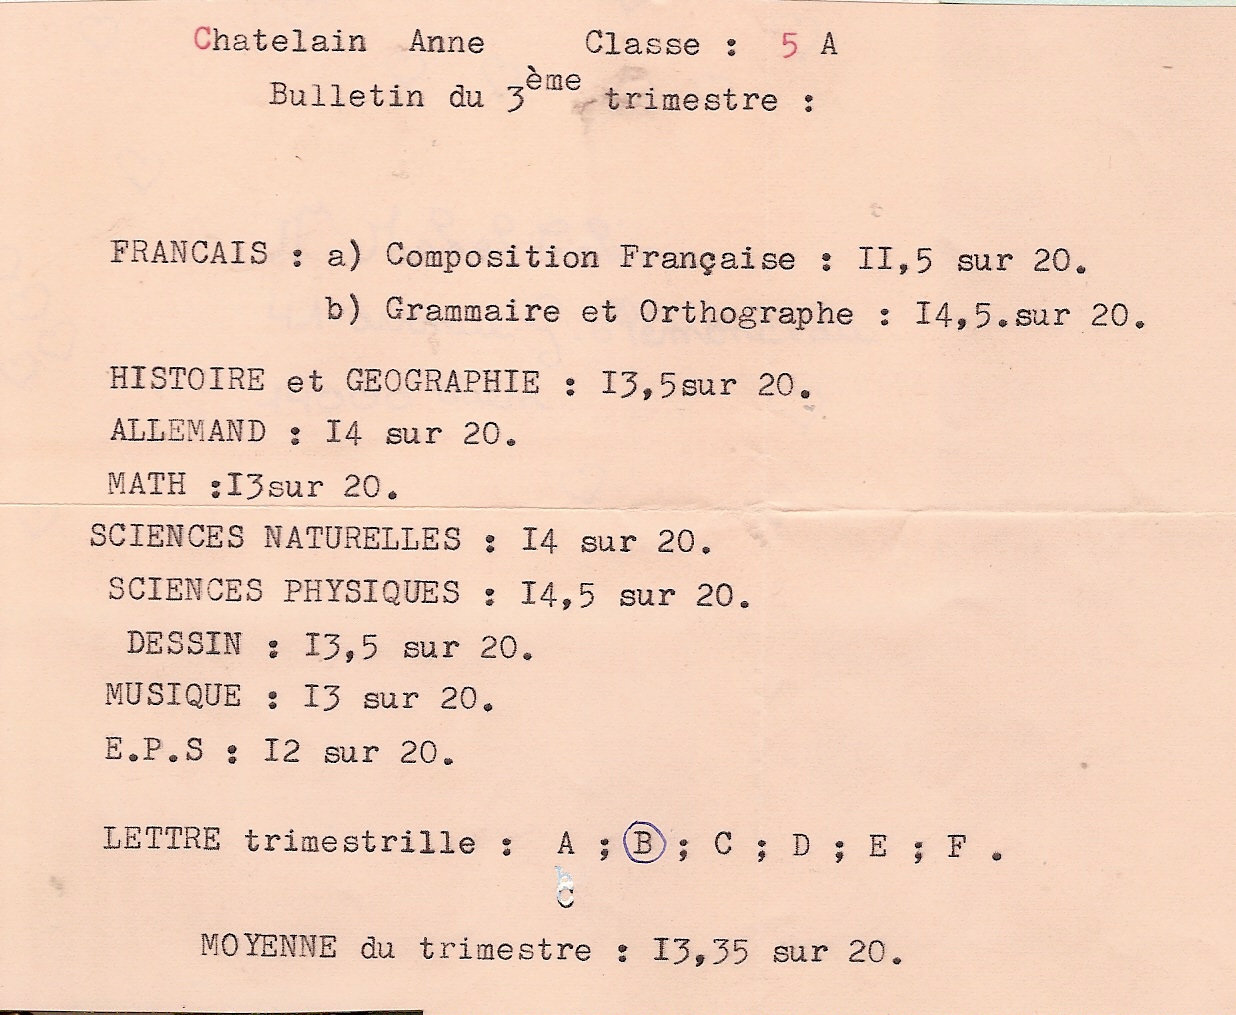 Chatelain Anne Classe : 5 A
Bulletin du 3ème trimestre :
FRANCAIS : a) Composition Française : II,5 sur 20.
b) Grammaire et Orthographe : I4,5.sur 20.
HISTOIRE et GEOGRAPHIE : I3,5sur 20.
ALLEMAND : I4 sur 20.
MATH :I3sur 20.
SCIENCES NATURELLES : I4 sur 20.
SCIENCES PHYSIQUES : I4,5 sur 20.
DESSIN : I3,5 sur 20.
MUSIQUE : I3 sur 20.
E.P.S : I2 sur 20.
LETTRE trimestrille : A ; B ; C ; D ; E ; F .
MOYENNE du trimestre : I3,35 sur 20.